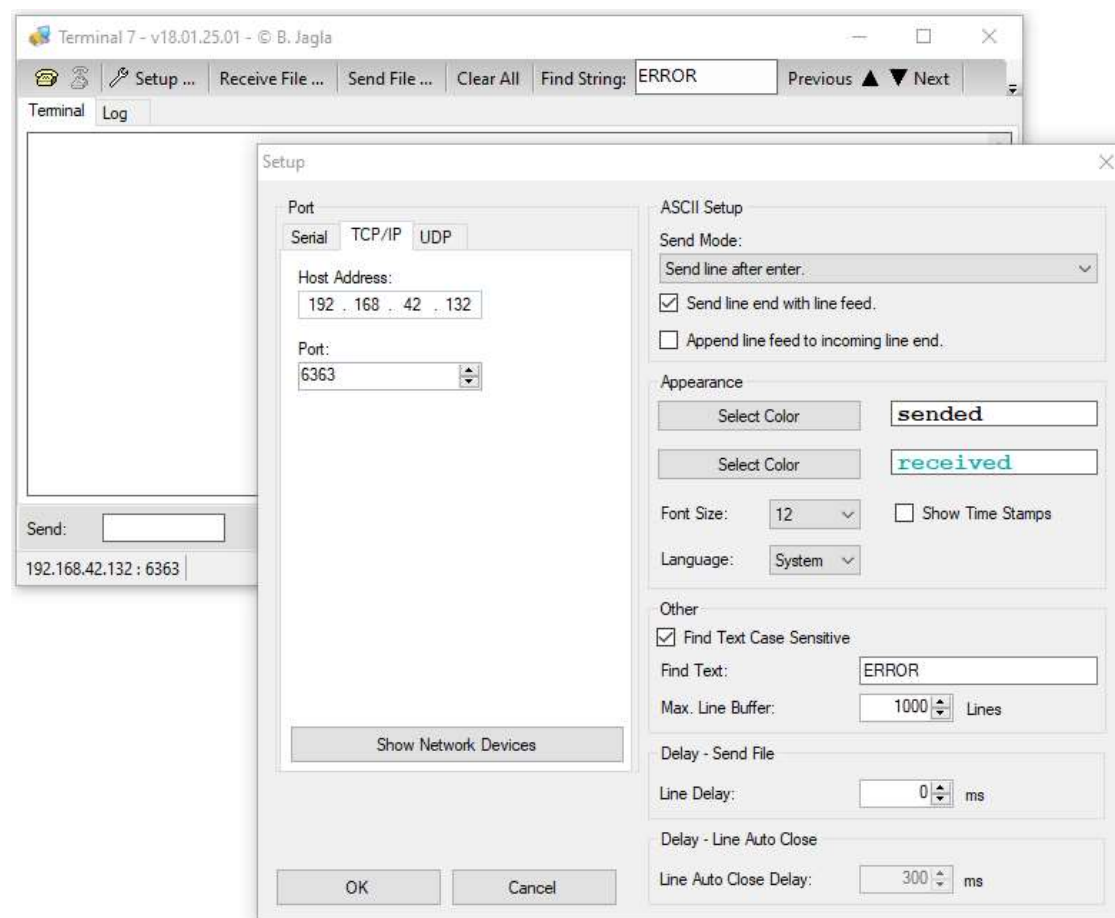 Terminal 7 - v18.01.25.01 - © B. Jagla
Setup ... Receive File ... Send File ... Clear All Find String: ERROR Previous ▲ ▼ Next
Terminal Log
Setup
Port
Serial TCP/IP UDP
Host Address:
192 . 168 . 42 . 132
Port:
6363
Show Network Devices
OK Cancel
ASCII Setup
Send Mode:
Send line after enter.
Send line end with line feed.
Append line feed to incoming line end.
Appearance
Select Color sended
Select Color received
Font Size: 12 Show Time Stamps
Language: System
Other
Find Text Case Sensitive
Find Text: ERROR
Max. Line Buffer: 1000 Lines
Delay - Send File
Line Delay: 0 ms
Delay - Line Auto Close
Line Auto Close Delay: 300 ms
Send:
192.168.42.132 : 6363